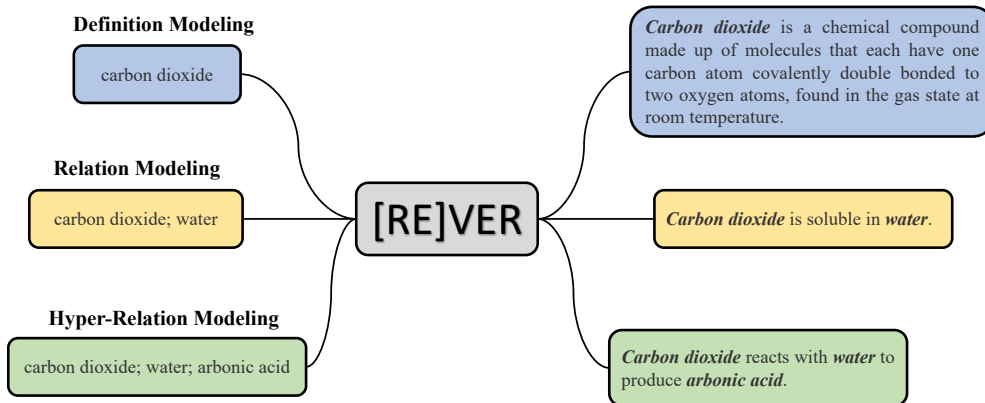 Definition Modeling
carbon dioxide
Carbon dioxide is a chemical compound
made up of molecules that each have one
carbon atom covalently double bonded to
two oxygen atoms, found in the gas state at
room temperature.
Relation Modeling
carbon dioxide; water
[RE]VER
Carbon dioxide is soluble in water.
Hyper-Relation Modeling
carbon dioxide; water; arbonic acid
Carbon dioxide reacts with water to
produce arbonic acid.